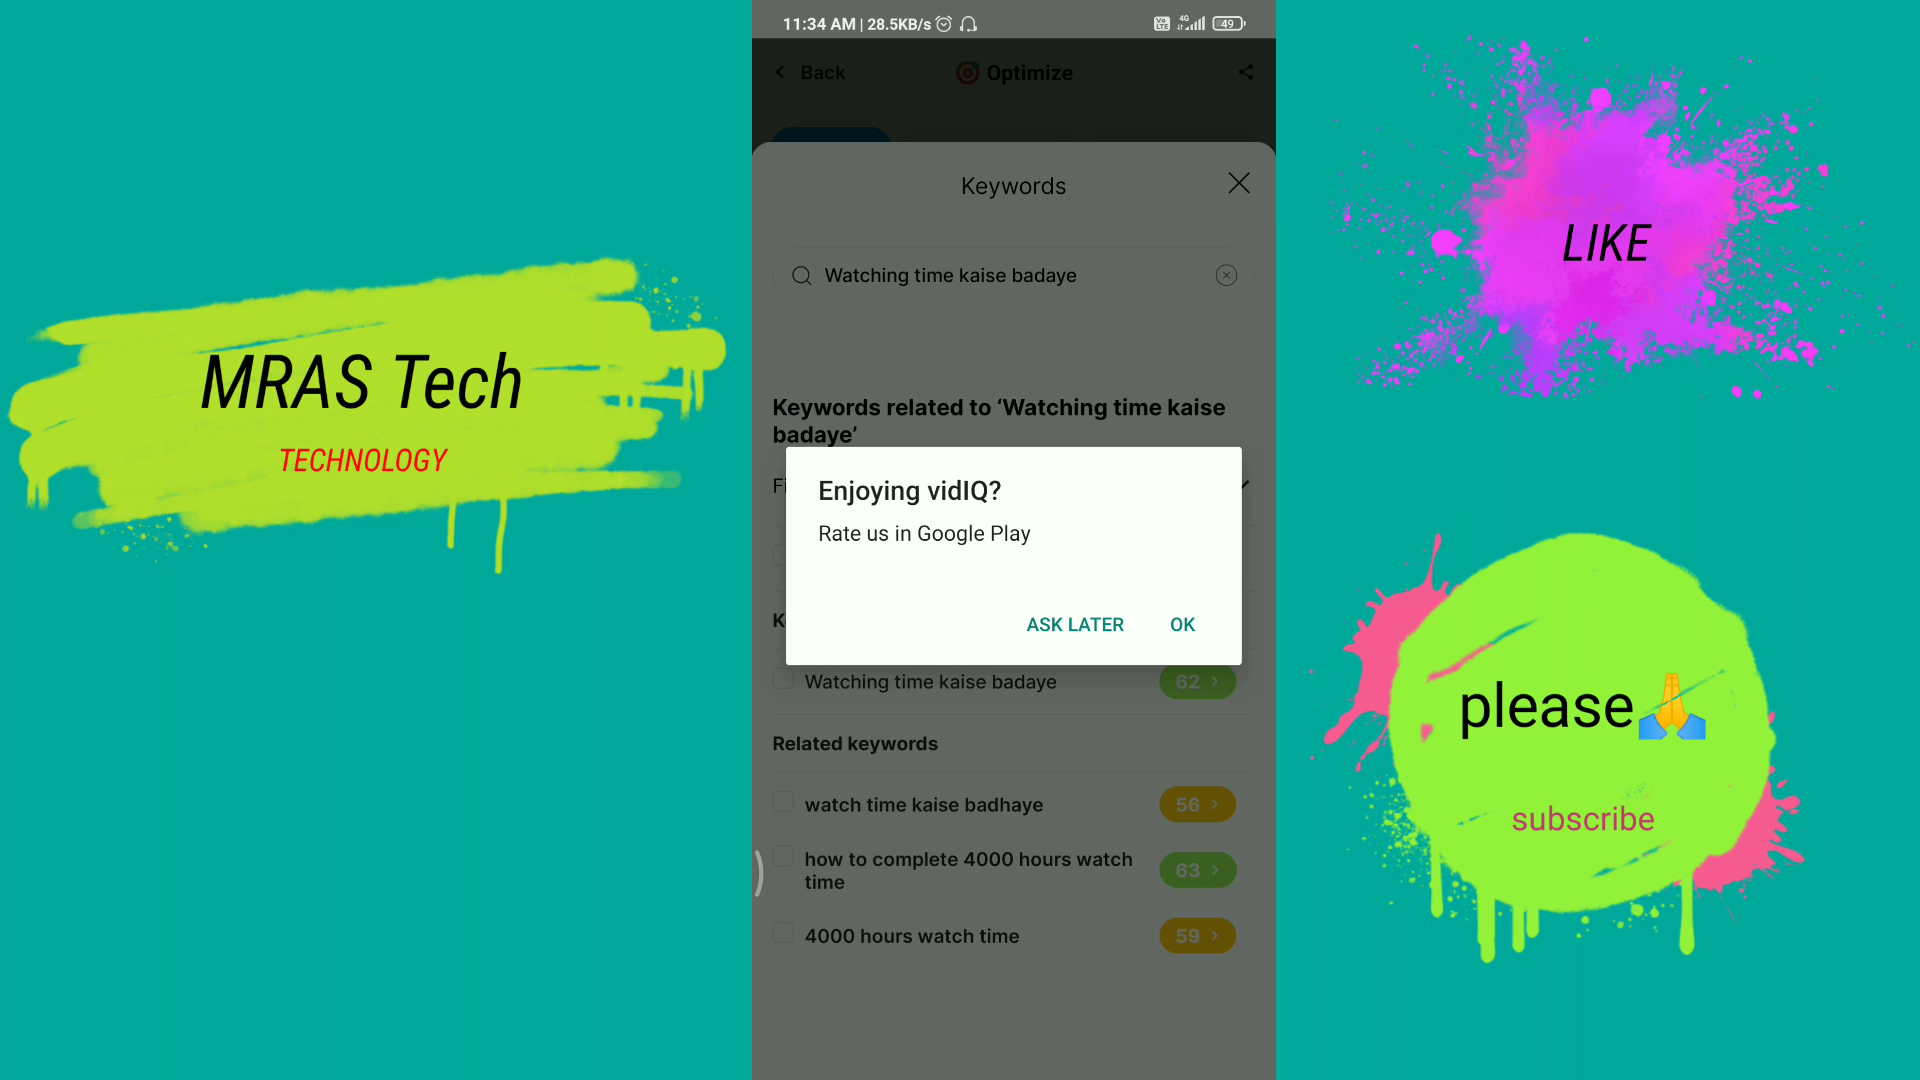 MRAS Tech
TECHNOLOGY
11:34 AM | 28.5KB/s
Vo LTE
4G
49
Back
Optimize
Keywords
Watching time kaise badaye
Keywords related to ‘Watching time kaise
badaye’
Enjoying vidIQ?
Rate us in Google Play
ASK LATER
OK
Watching time kaise badaye
62
Related keywords
watch time kaise badhaye
56
how to complete 4000 hours watch
time
63
4000 hours watch time
59
LIKE
please🙏
subscribe